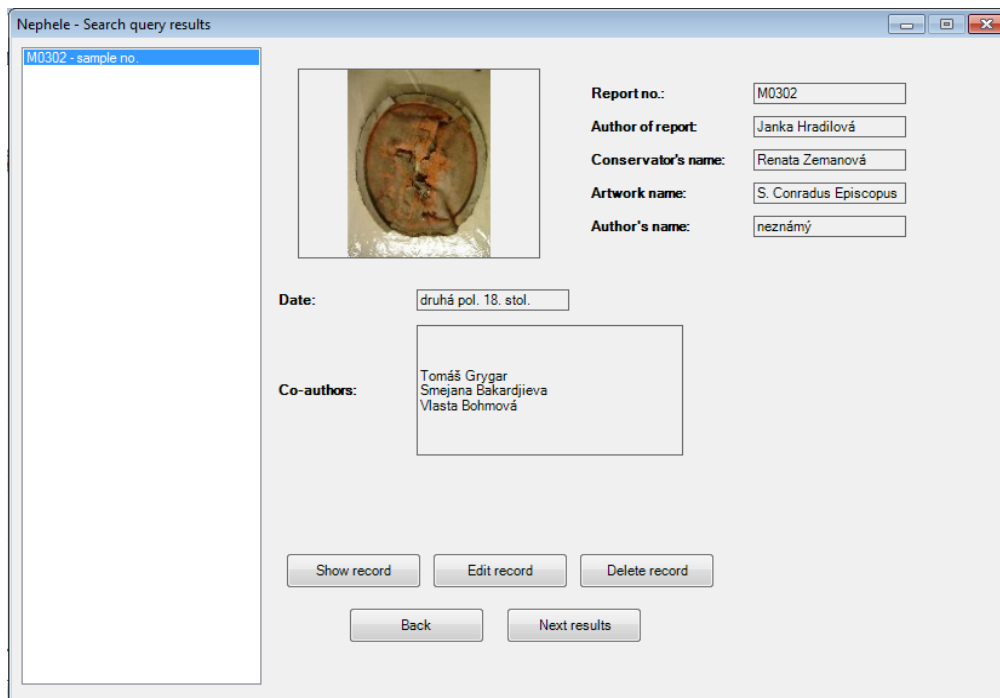 Nephele - Search query results
M0302 - sample no.
Report no.: M0302
Author of report: Janka Hradilová
Conservator's name: Renata Zemanová
Artwork name: S. Conradus Episcopus
Author's name: neznámý
Date: druhá pol. 18. stol.
Co-authors:
Tomáš Grygar
Smejana Bakardjieva
Vlasta Bohmová
Show record Edit record Delete record
Back Next results